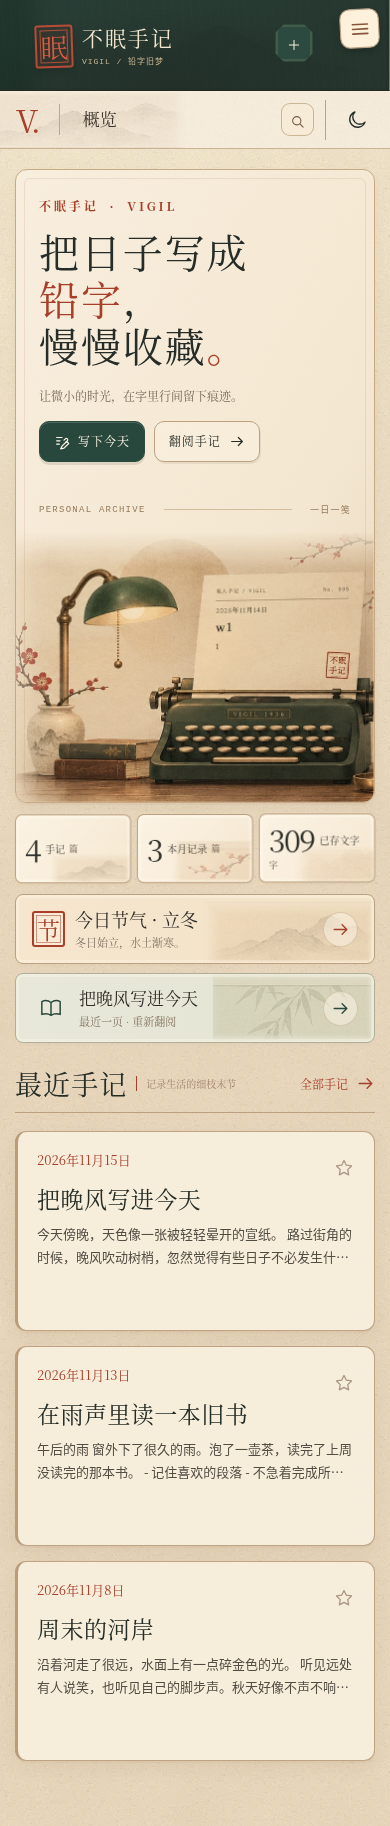 眠
不眠手记
VIGIL / 铅字旧梦
V.
概览
不眠手记 · VIGIL
把日子写成
铅字，
慢慢收藏。
让微小的时光，在字里行间留下痕迹。
写下今天
翻阅手记
PERSONAL ARCHIVE
一日一笺
私人手记 / VIGIL
No. 095
2026年11月14日
w1
1
不眠
手记
VIGIL·1936
4 手记 篇
3 本月记录 篇
309 已存文字
字
节
今日节气 · 立冬
冬日始立，水土渐寒。
把晚风写进今天
最近一页 · 重新翻阅
最近手记
记录生活的细枝末节
全部手记
2026年11月15日
把晚风写进今天
今天傍晚，天色像一张被轻轻晕开的宣纸。 路过街角的
时候，晚风吹动树梢，忽然觉得有些日子不必发生什…
2026年11月13日
在雨声里读一本旧书
午后的雨 窗外下了很久的雨。泡了一壶茶，读完了上周
没读完的那本书。 - 记住喜欢的段落 - 不急着完成所…
2026年11月8日
周末的河岸
沿着河走了很远，水面上有一点碎金色的光。 听见远处
有人说笑，也听见自己的脚步声。秋天好像不声不响…